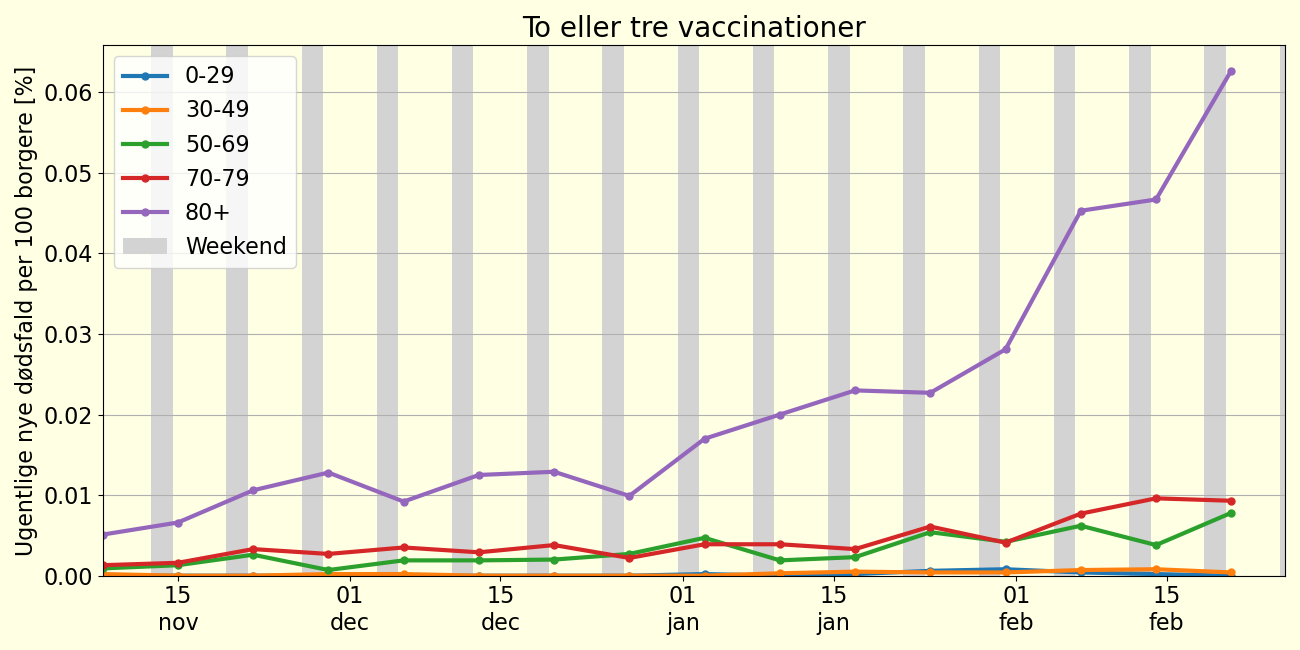 To eller tre vaccinationer
Ugentlige nye dødsfald per 100 borgere [%]
0.06
0.05
0.04
0.03
0.02
0.01
0.00
0-29
30-49
50-69
70-79
80+
Weekend
15 01 15 01 15 01 15
nov dec dec jan jan feb feb